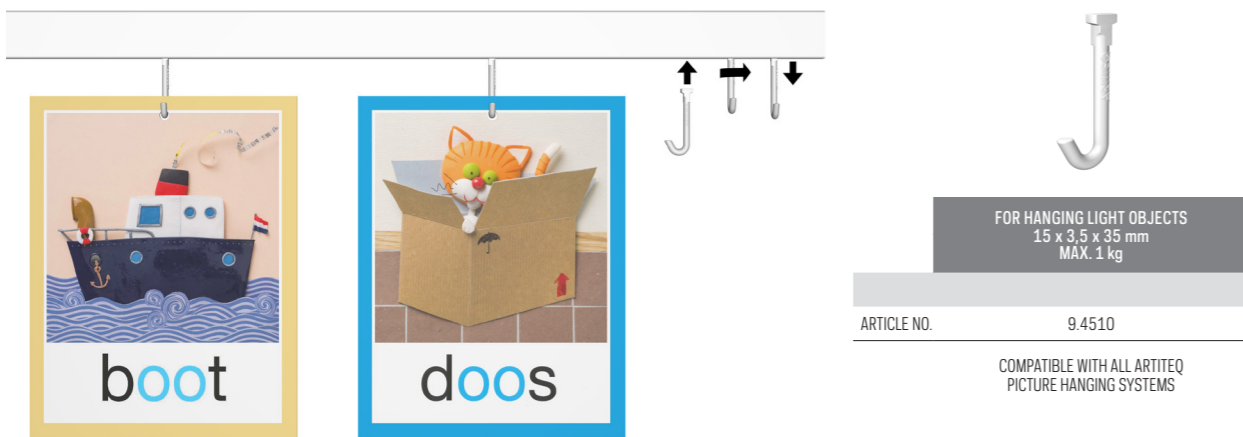 boot
doos
FOR HANGING LIGHT OBJECTS
15 x 3,5 x 35 mm
MAX. 1 kg
ARTICLE NO. 9.4510
COMPATIBLE WITH ALL ARTITEQ
PICTURE HANGING SYSTEMS